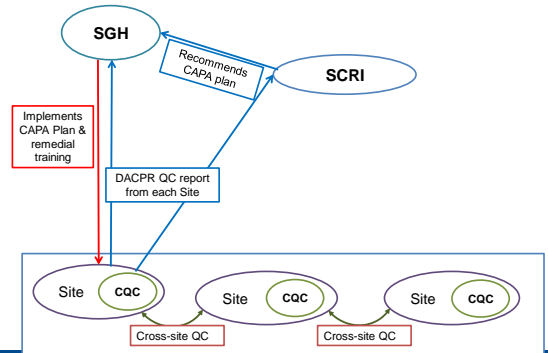 SGH
Recommends
CAPA plan
SCRI
Implements
CAPA Plan &
remedial
training
DACPR QC report
from each Site
Site
CQC
Site
CQC
Site
CQC
Cross-site QC
Cross-site QC